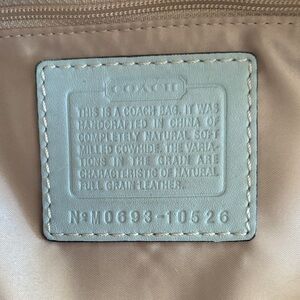 COACH
THIS IS A COACH BAG. IT WAS
HANDCRAFTED IN CHINA OF
COMPLETELY NATURAL SOFT
MILLED COWHIDE. THE VARIA-
TIONS IN THE GRADE ARE
CHARACTERISTIC OF NATURAL
FULL GRAIN LEATHER.
Nº M0693-10526